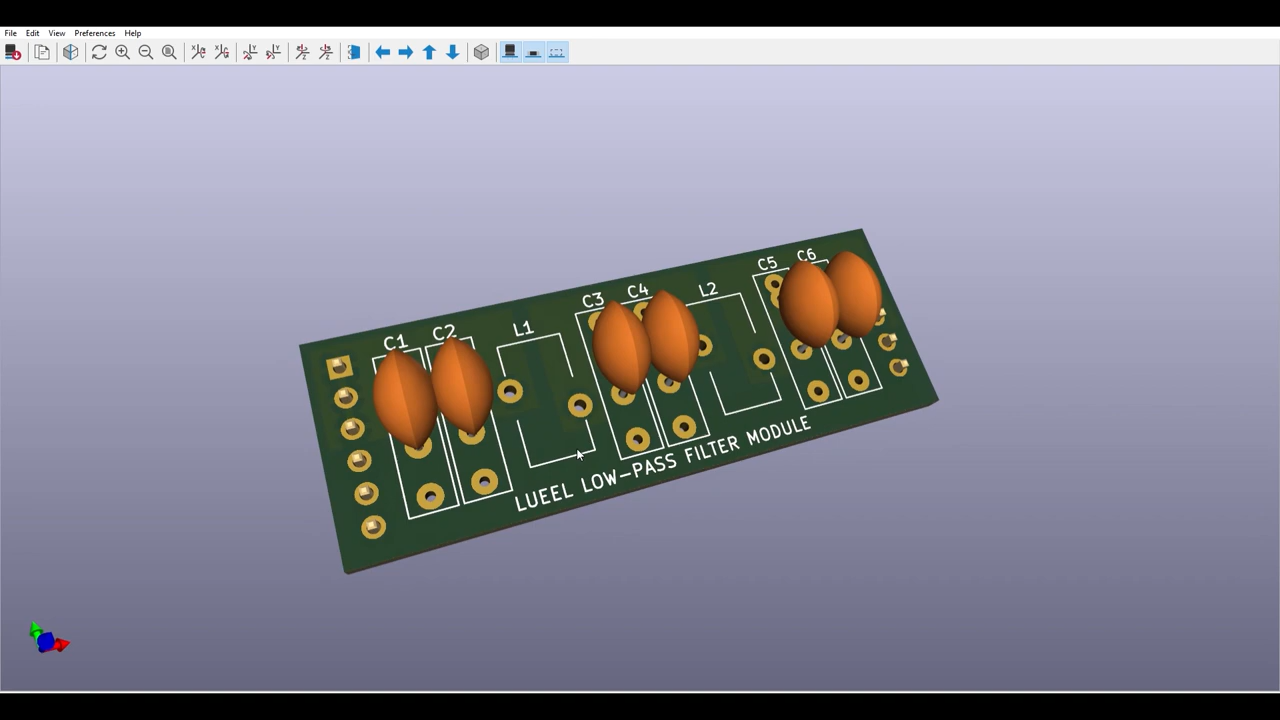 File Edit View Preferences Help
C1 C2 L1 C3 C4 L2 C5 C6
LUEEL LOW-PASS FILTER MODULE